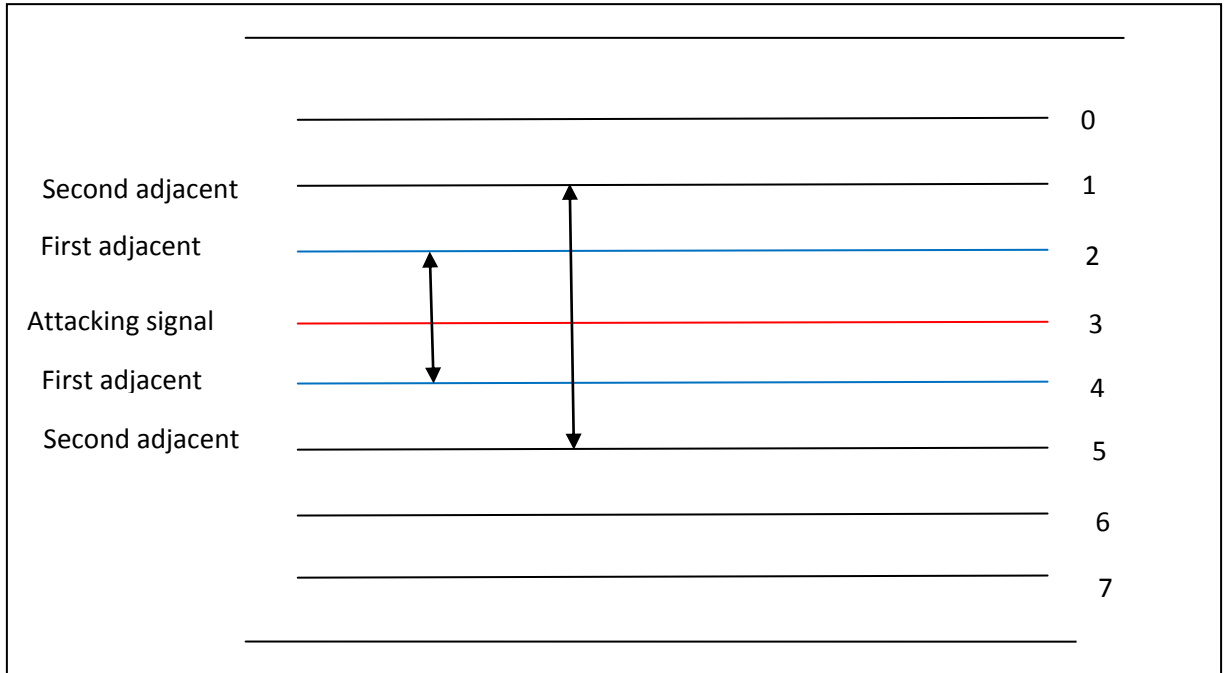 0
Second adjacent 1
First adjacent 2
Attacking signal 3
First adjacent 4
Second adjacent 5
6
7